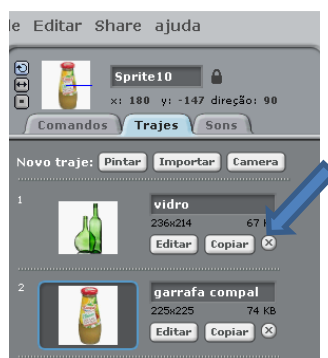 Editar Share ajuda
Sprite10
x: 180 y: -147 direção: 90
Comandos Trajes Sons
Novo traje: Pintar Importar Camera
1
vidro
236x214 67
Editar Copiar
2
garrafa compal
225x225 74 KB
Editar Copiar